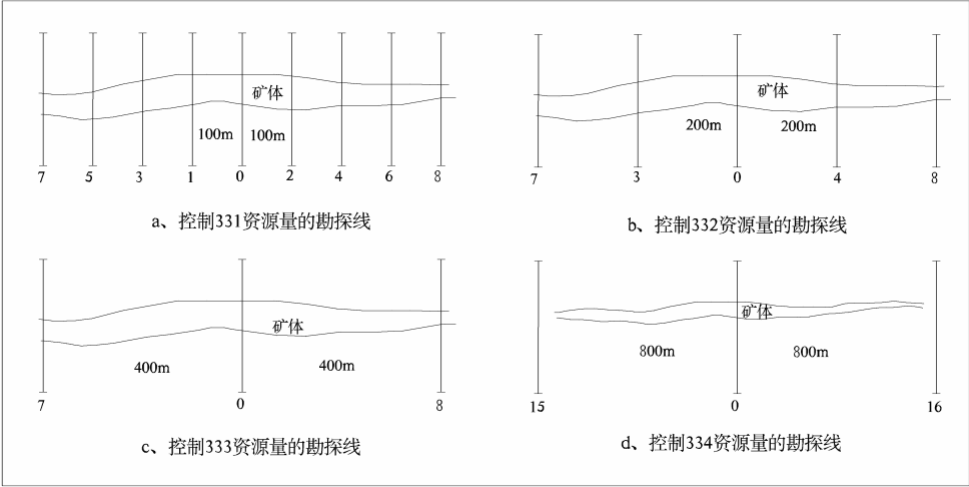 矿体
100m 100m
7 5 3 1 0 2 4 6 8
a、控制331资源量的勘探线
矿体
200m 200m
7 3 0 4 8
b、控制332资源量的勘探线
矿体
400m 400m
7 0 8
c、控制333资源量的勘探线
矿体
800m 800m
15 0 16
d、控制334资源量的勘探线